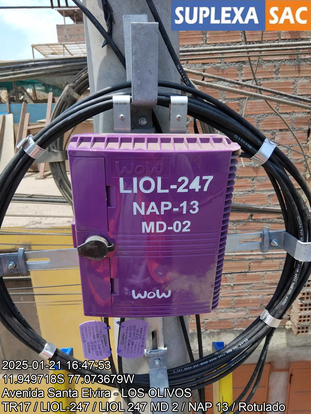 SUPLEXA SAC
WOW
LIOL-247
NAP-13
MD-02
WOW
2025-01-21 16:47:53
11.949718S 77.073679W
Avenida Santa Elvira - LOS OLIVOS
TR17 / LIOL-247 / LIOL 247 MD 2 / NAP 13 / Rotulado